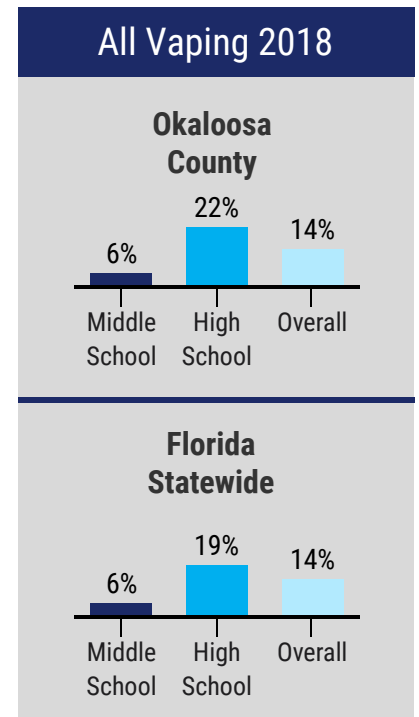 All Vaping 2018
Okaloosa
County
22%
14%
6%
Middle High Overall
School School
Florida
Statewide
19%
14%
6%
Middle High Overall
School School